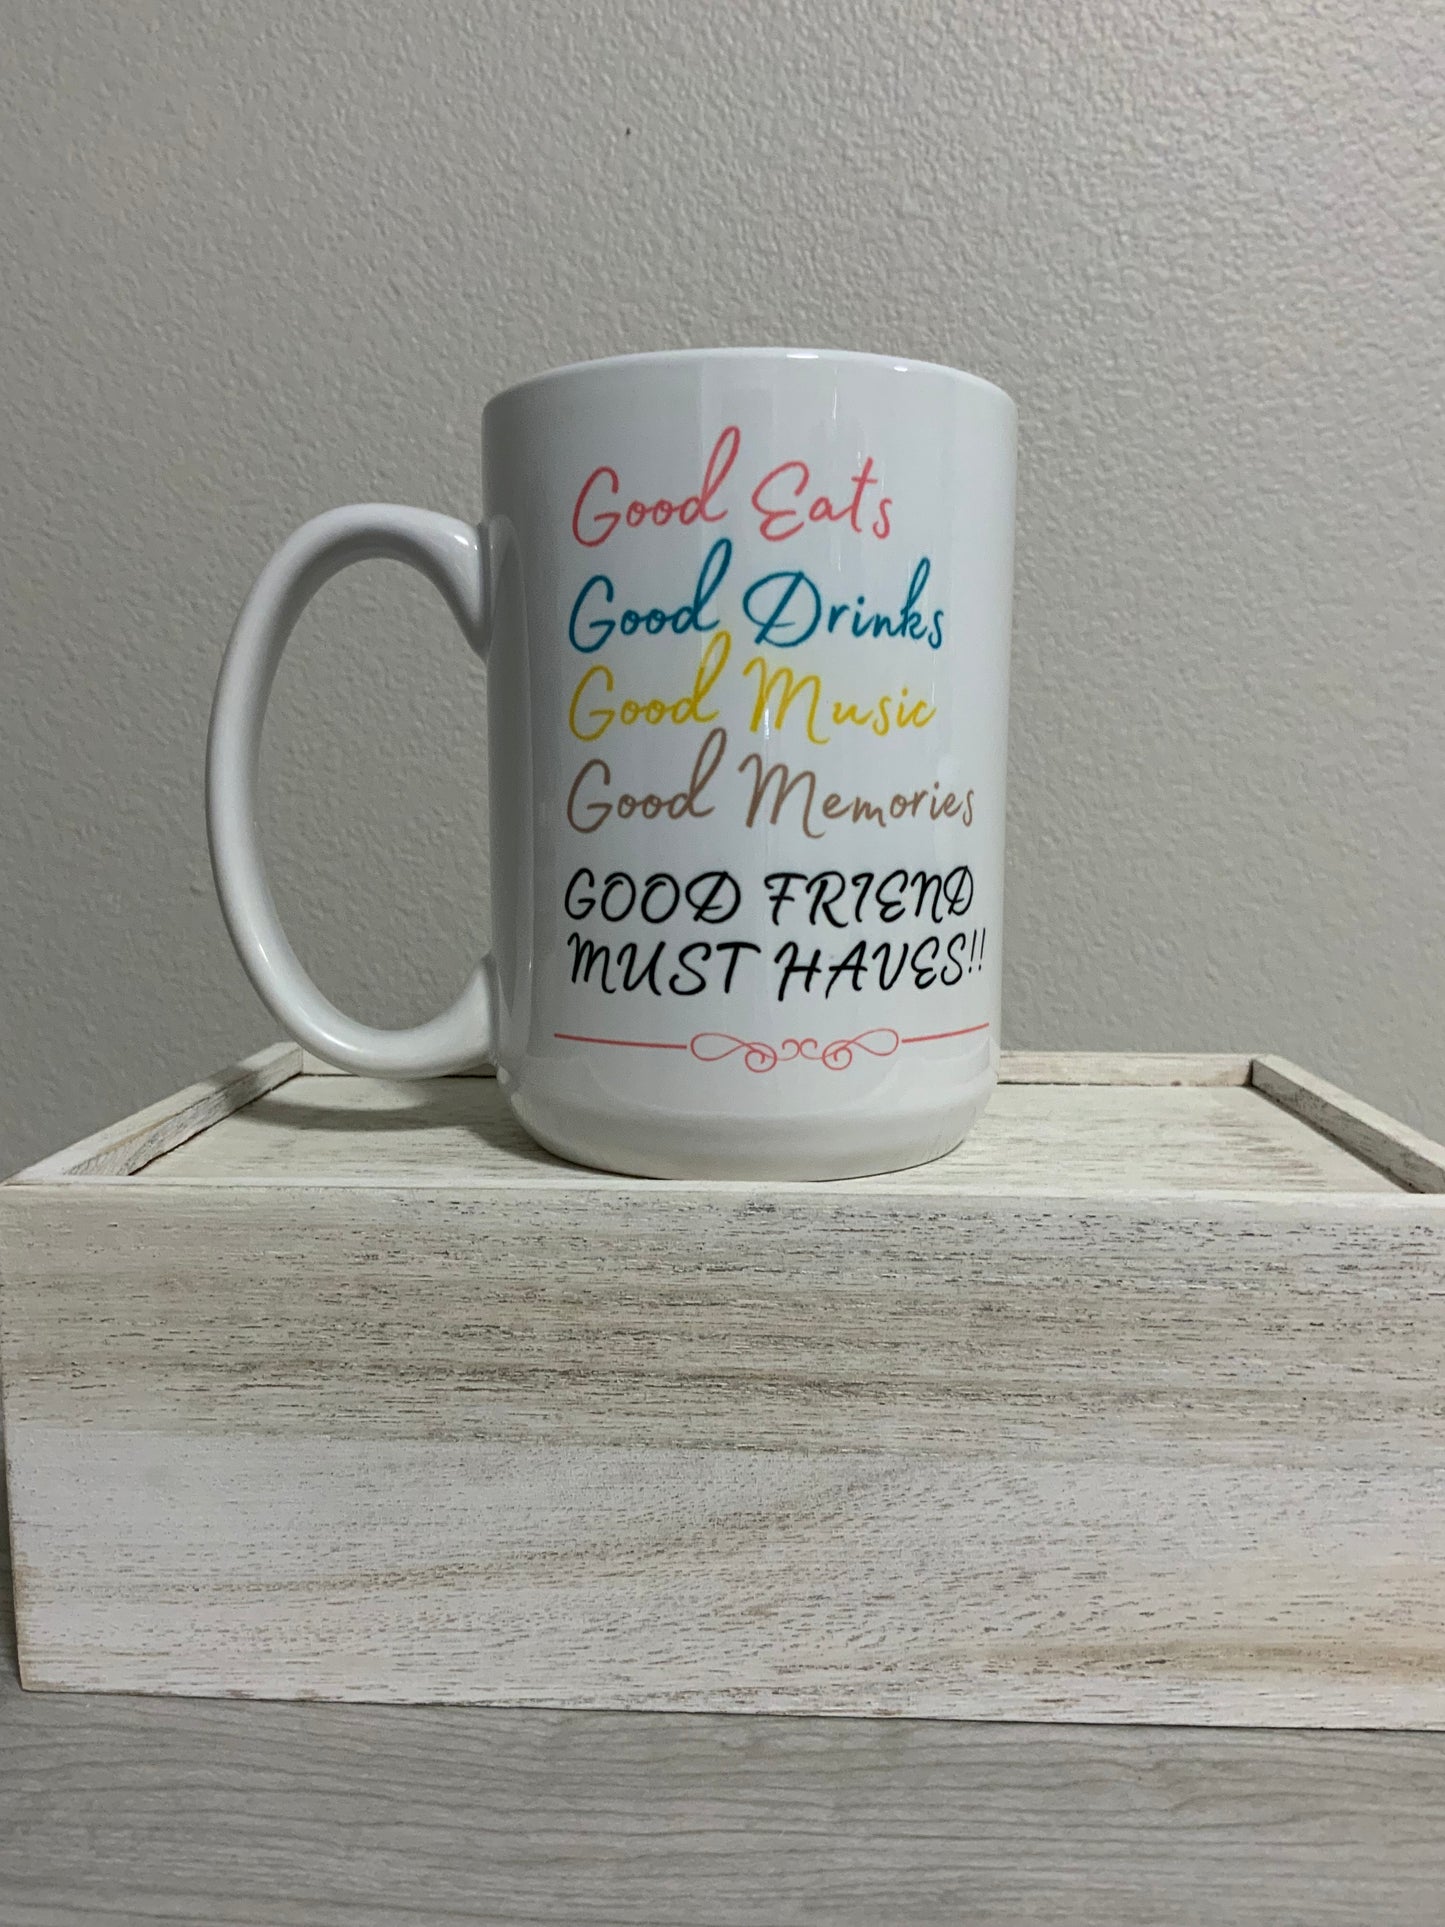 Good Eats
Good Drinks
Good Music
Good Memories
GOOD FRIEND
MUST HAVES!!